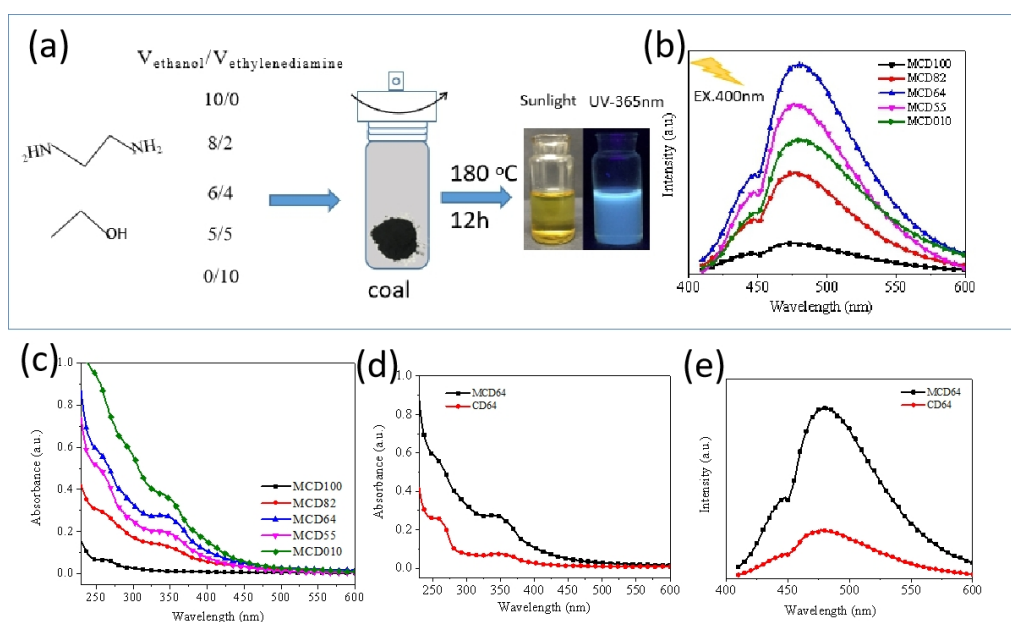 (a)
Vethanol/Vethylenediamine
10/0
8/2
6/4
5/5
0/10
2HN
NH2
OH
coal
180 °C
12h
Sunlight
UV-365nm
(b)
EX.400nm
MCD100
MCD82
MCD64
MCD55
MCD010
Intensity (a.u)
400
450
500
550
600
Wavelength (nm)
(c)
1.0
0.8
0.6
0.4
0.2
0.0
Absorbance (a.u.)
MCD100
MCD82
MCD64
MCD55
MCD010
250
300
350
400
450
500
550
600
Wavelength (nm)
(d)
MCD64
CD64
1.0
0.8
0.6
0.4
0.2
0.0
Absorbance (a.u.)
250
300
350
400
450
500
550
600
Wavelength (nm)
(e)
MCD64
CD64
Intensity (a.u.)
400
450
500
550
600
Wavelength (nm)